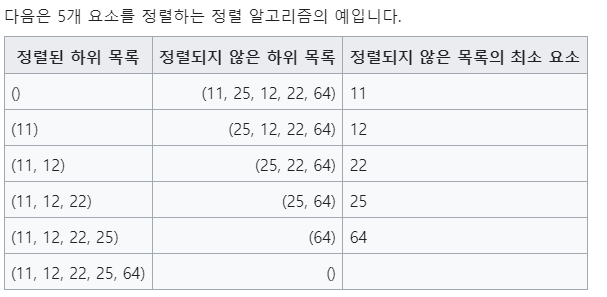 다음은 5개 요소를 정렬하는 정렬 알고리즘의 예입니다.
정렬된 하위 목록 정렬되지 않은 하위 목록 정렬되지 않은 목록의 최소 요소
() (11, 25, 12, 22, 64) 11
(11) (25, 12, 22, 64) 12
(11, 12) (25, 22, 64) 22
(11, 12, 22) (25, 64) 25
(11, 12, 22, 25) (64) 64
(11, 12, 22, 25, 64) ()